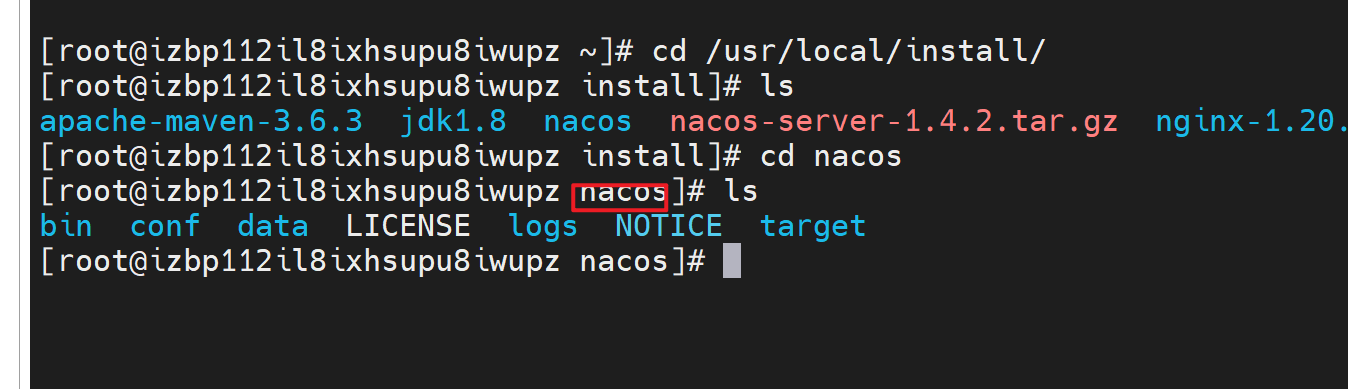 [root@izbp112il8ixhsupu8iwupz ~]# cd /usr/local/install/
[root@izbp112il8ixhsupu8iwupz install]# ls
apache-maven-3.6.3  jdk1.8  nacos  nacos-server-1.4.2.tar.gz  nginx-1.20.
[root@izbp112il8ixhsupu8iwupz install]# cd nacos
[root@izbp112il8ixhsupu8iwupz nacos]# ls
bin  conf  data  LICENSE  logs  NOTICE  target
[root@izbp112il8ixhsupu8iwupz nacos]#